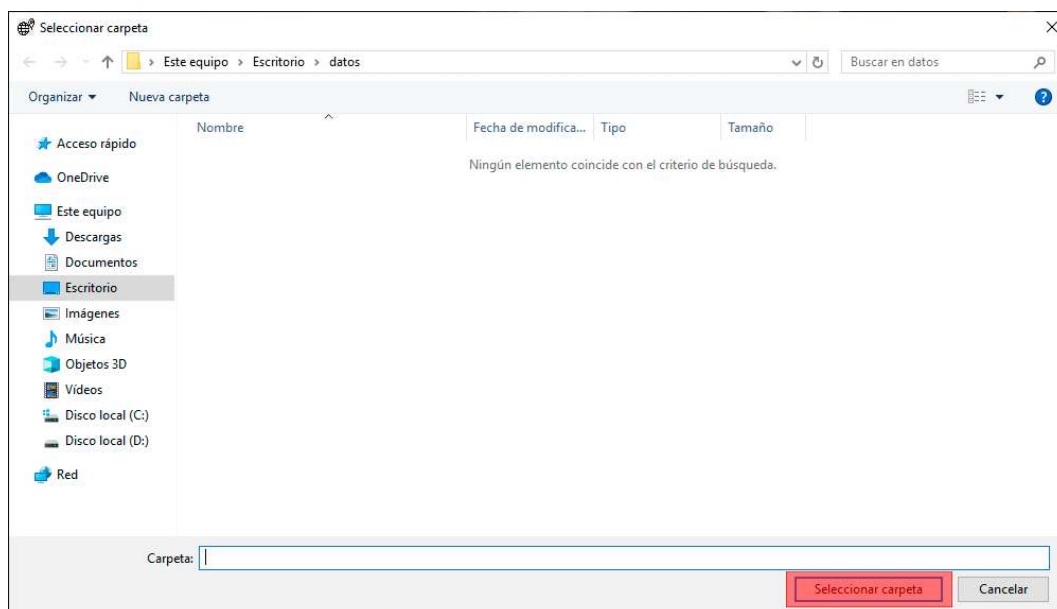 Seleccionar carpeta
Este equipo > Escritorio > datos
Buscar en datos
Organizar Nueva carpeta
Nombre Fecha de modifica... Tipo Tamaño
Ningún elemento coincide con el criterio de búsqueda.
Acceso rápido
OneDrive
Este equipo
Descargas
Documentos
Escritorio
Imágenes
Música
Objetos 3D
Vídeos
Disco local (C:)
Disco local (D:)
Red
Carpeta:
Seleccionar carpeta Cancelar